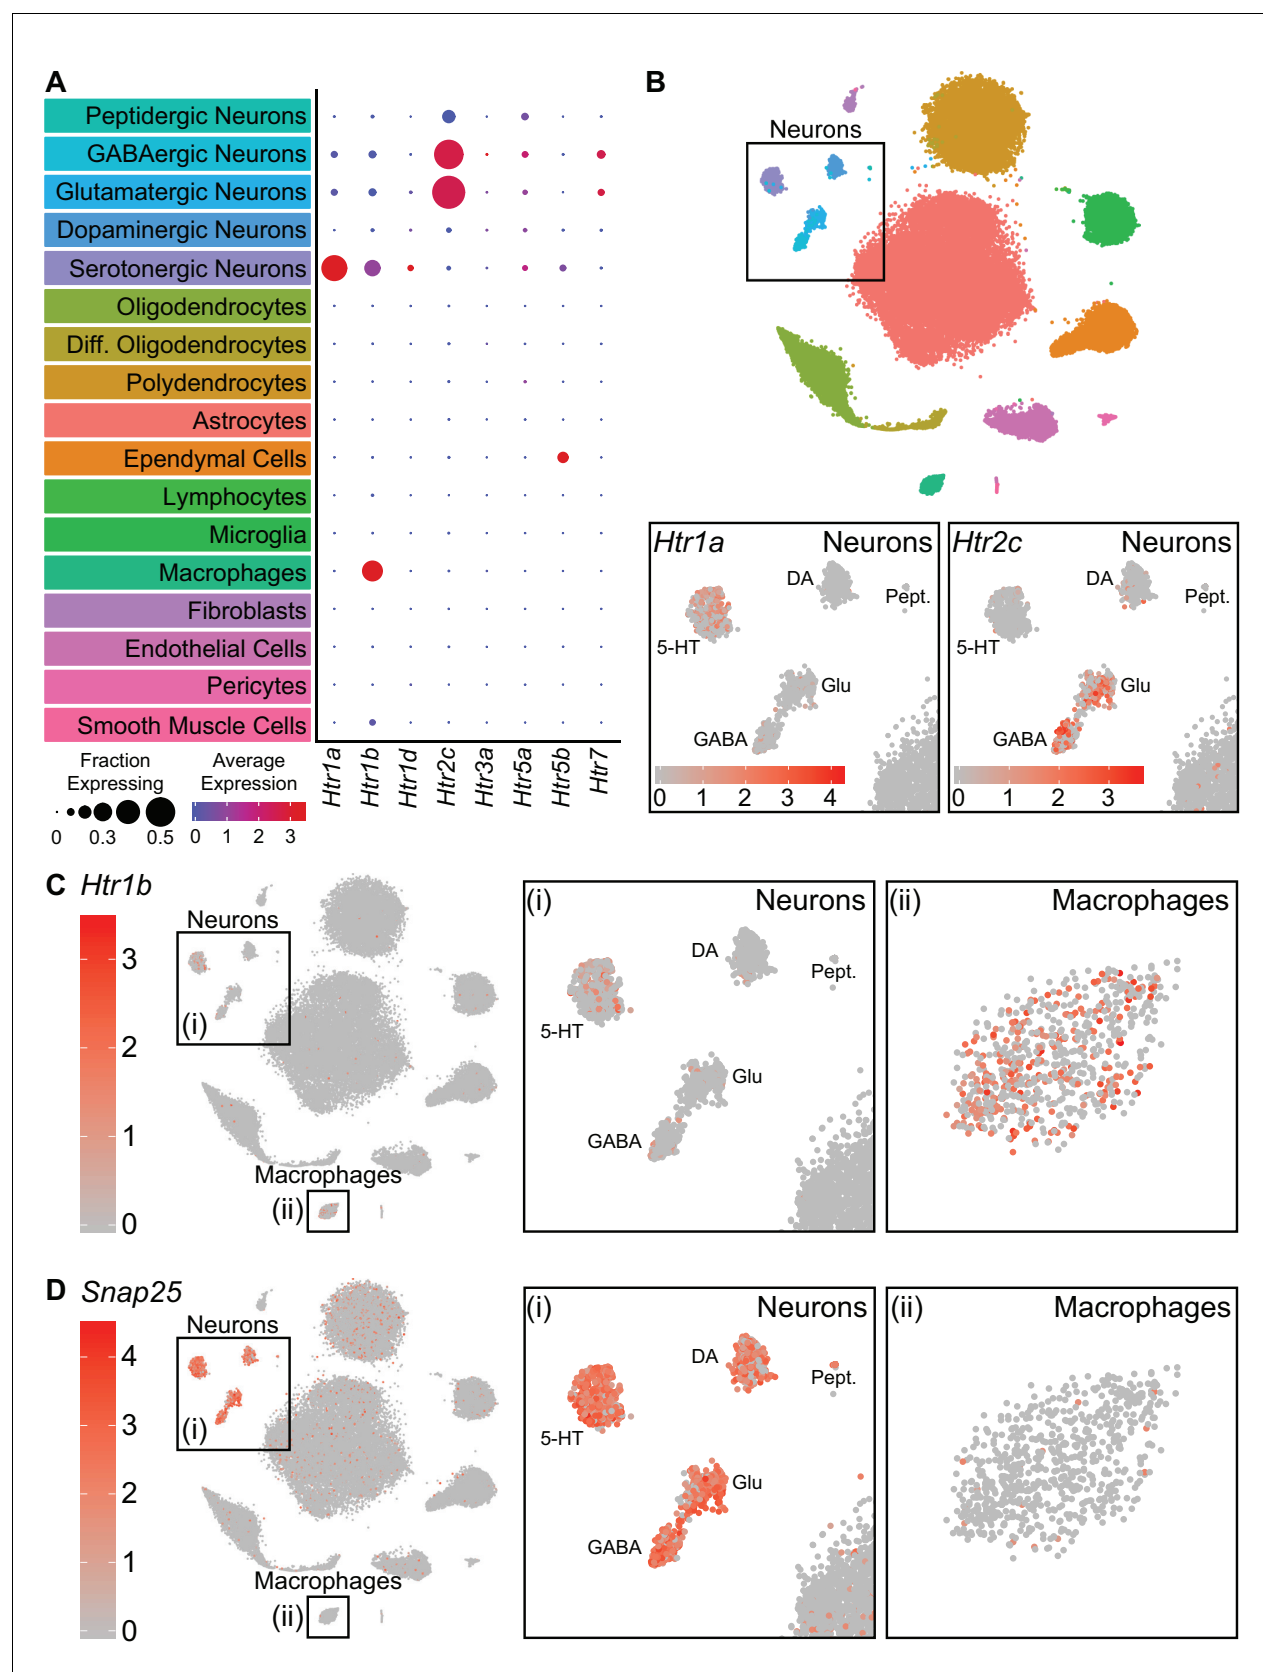 A
Peptidergic Neurons
GABAergic Neurons
Glutamatergic Neurons
Dopaminergic Neurons
Serotonergic Neurons
Oligodendrocytes
Diff. Oligodendrocytes
Polydendrocytes
Astrocytes
Ependymal Cells
Lymphocytes
Microglia
Macrophages
Fibroblasts
Endothelial Cells
Pericytes
Smooth Muscle Cells
Htr1a
Htr1b
Htr1d
Htr2c
Htr3a
Htr5a
Htr5b
Htr7
Fraction
Expressing
0 0.3 0.5
Average
Expression
0 1 2 3
B
Neurons
Htr1a Neurons
DA
Pept.
5-HT
Glu
GABA
0 1 2 3 4
Htr2c Neurons
DA
Pept.
5-HT
Glu
GABA
0 1 2 3
C Htr1b
3
2
1
0
Neurons
(i)
Macrophages
(ii)
(i) Neurons
DA
Pept.
5-HT
Glu
GABA
(ii) Macrophages
D Snap25
4
3
2
1
0
Neurons
(i)
Macrophages
(ii)
(i) Neurons
DA
Pept.
5-HT
Glu
GABA
(ii) Macrophages